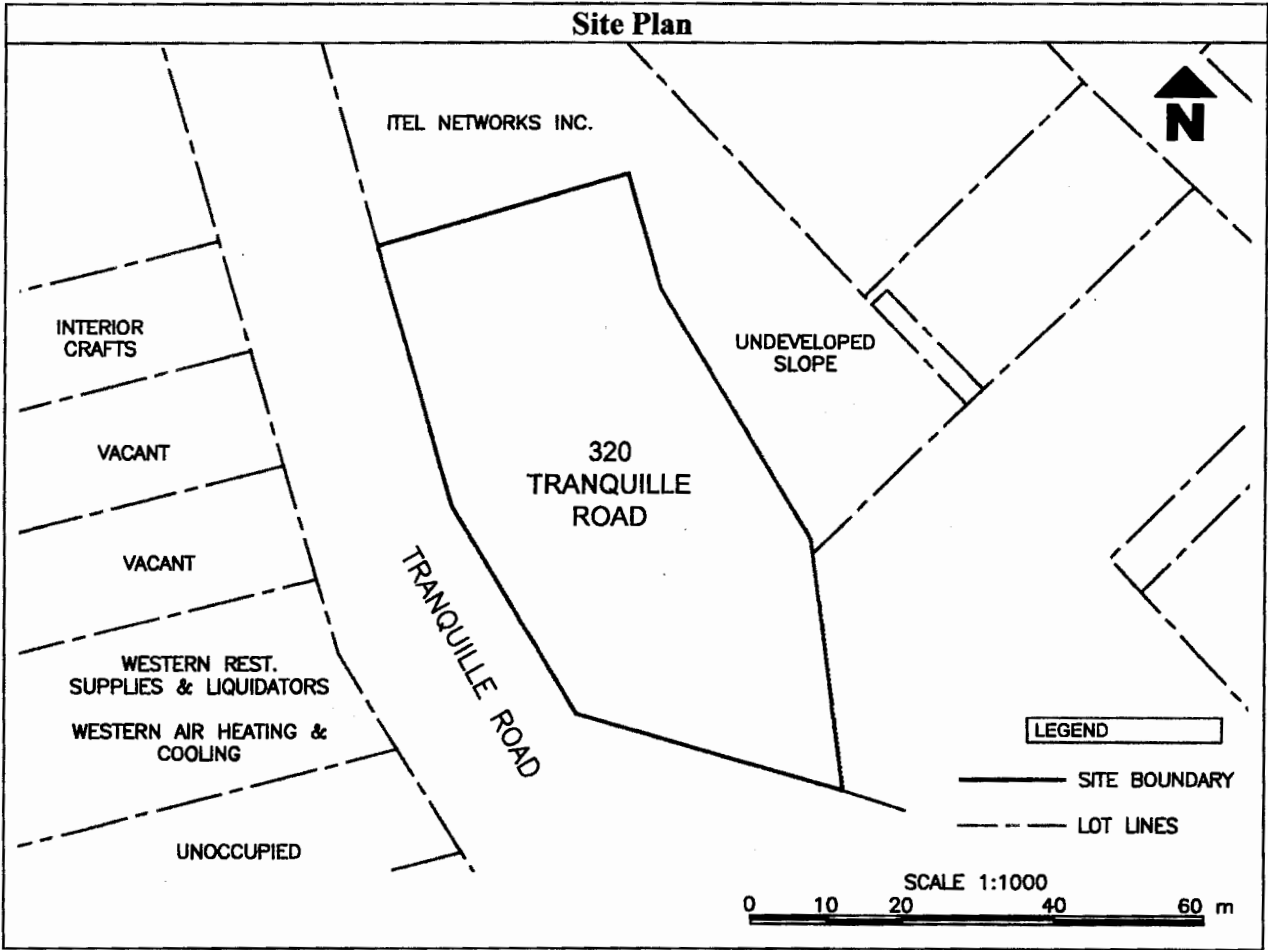 Site Plan
N
ITEL NETWORKS INC.
INTERIOR
CRAFTS
UNDEVELOPED
SLOPE
VACANT
320
TRANQUILLE
ROAD
VACANT
TRANQUILLE ROAD
WESTERN REST.
SUPPLIES & LIQUIDATORS
WESTERN AIR HEATING &
COOLING
UNOCCUPIED
LEGEND
SITE BOUNDARY
LOT LINES
SCALE 1:1000
0 10 20 40 60 m